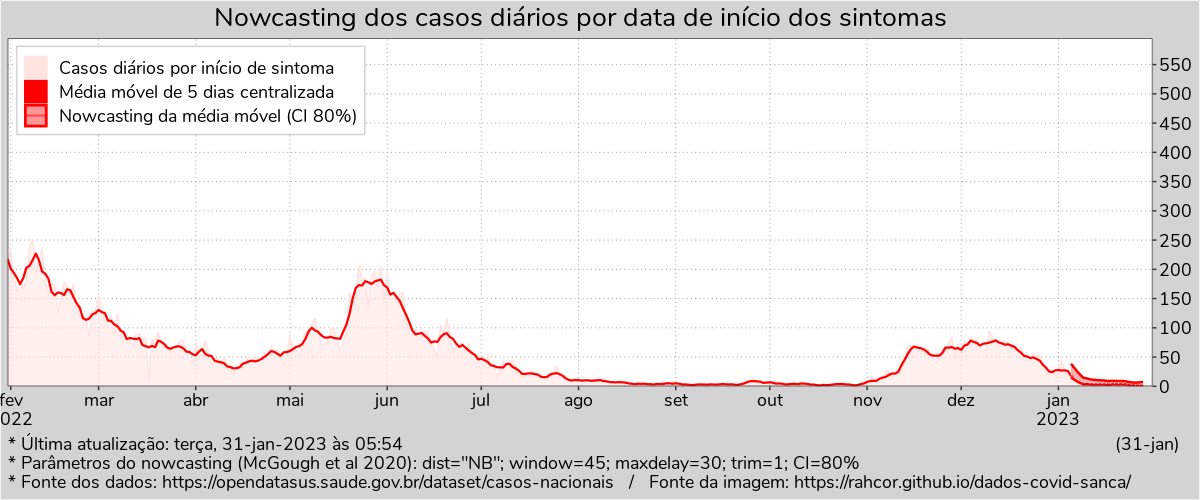 Nowcasting dos casos diários por data de início dos sintomas
Casos diários por início de sintoma
Média móvel de 5 dias centralizada
Nowcasting da média móvel (CI 80%)
550
500
450
400
350
300
250
200
150
100
50
0
fev mar abr mai jun jul ago set out nov dez jan
022 2023
* Última atualização: terça, 31-jan-2023 às 05:54 (31-jan)
* Parâmetros do nowcasting (McGough et al 2020): dist="NB"; window=45; maxdelay=30; trim=1; CI=80%
* Fonte dos dados: https://opendatasus.saude.gov.br/dataset/casos-nacionais / Fonte da imagem: https://rahcor.github.io/dados-covid-sanca/